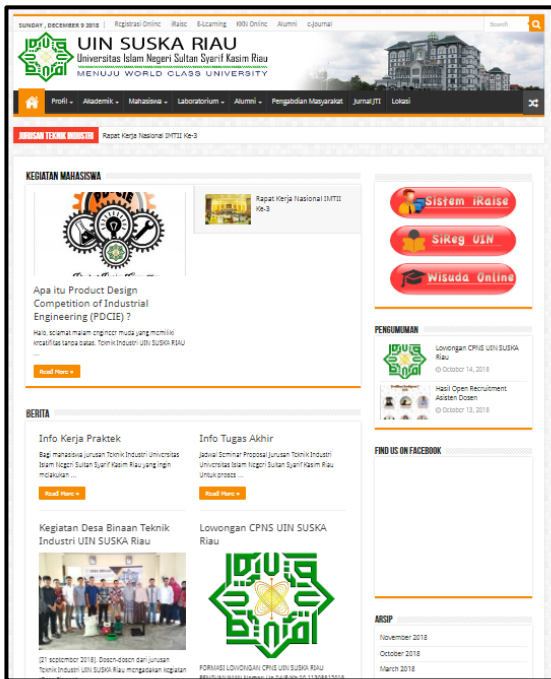 SUNDAY , DECEMBER 9 2018
Registrasi Online iRaise E-Learning KKN Online Alumni e-Journal
Search
UIN SUSKA RIAU
Universitas Islam Negeri Sultan Syarif Kasim Riau
MENUJU WORLD CLASS UNIVERSITY
Profil Akademik Mahasiswa Laboratorium Alumni Pengabdian Masyarakat Jurnal JTI Lokasi
JURUSAN TEKNIK INDUSTRI Rapat Kerja Nasional IMTII Ke-3
KEGIATAN MAHASISWA
PDCIE
Apa itu Product Design
Competition of Industrial
Engineering (PDCIE) ?
Halo, selamat malam engineer muda yang memiliki
kreatifitas tanpa batas. Teknik Industri UIN SUSKA RIAU
...
Read More »
Rapat Kerja Nasional IMTII
Ke-3
BERITA
Info Kerja Praktek
Bagi mahasiswa jurusan Teknik Industri Universitas
Islam Negeri Sultan Syarif Kasim Riau yang ingin
melakukan ...
Read More »
Info Tugas Akhir
Jadwal Seminar Proposal Jurusan Teknik Industri
Universitas Islam Negeri Sultan Syarif Kasim Riau
Untuk proses ...
Read More »
Kegiatan Desa Binaan Teknik
Industri UIN SUSKA Riau
[21 september 2018]. Dosen-dosen dari jurusan
Teknik Industri UIN SUSKA Riau mengadakan kegiatan
Lowongan CPNS UIN SUSKA
Riau
FORMASI LOWONGAN CPNS UIN SUSKA RIAU
Sistem iRaise
SiReg UIN
Wisuda Online
PENGUMUMAN
Lowongan CPNS UIN SUSKA
Riau
October 14, 2018
Hasil Open Recruitment
Asisten Dosen
October 13, 2018
FIND US ON FACEBOOK
ARSIP
November 2018
October 2018
March 2018